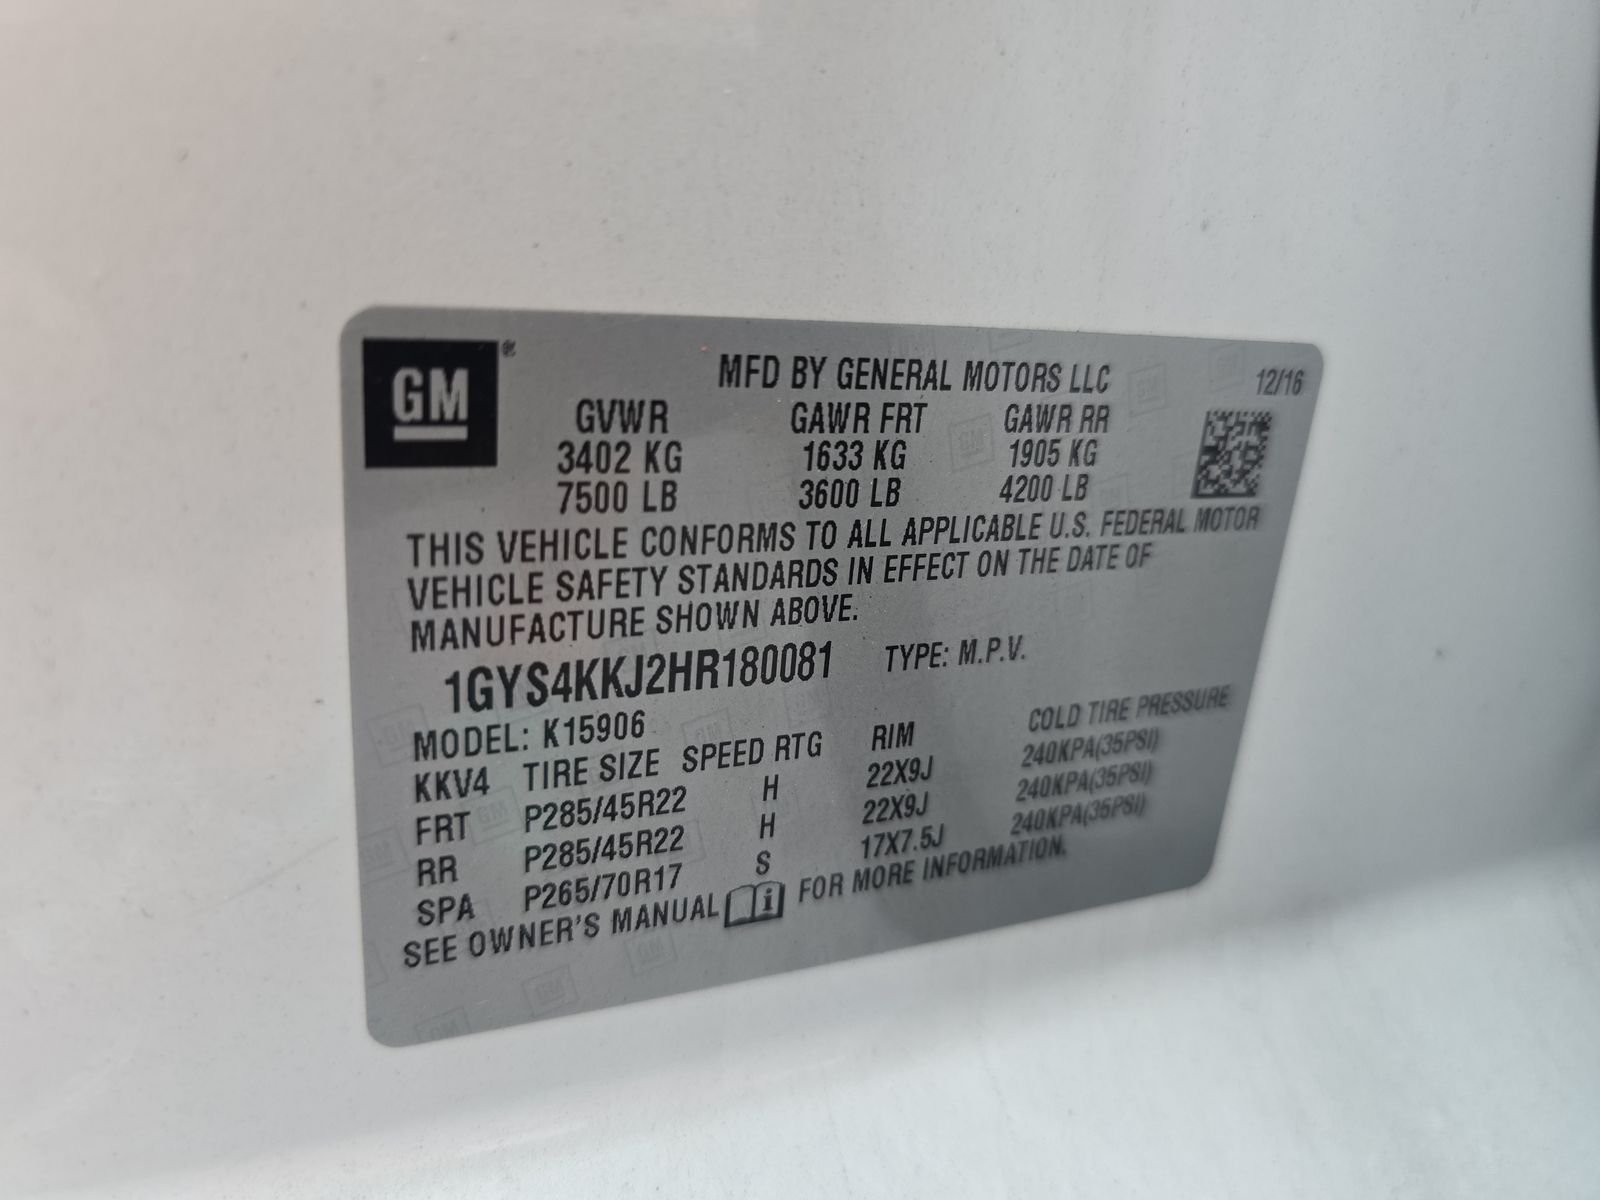 GM ®
MFD BY GENERAL MOTORS LLC 12/16
GVWR GAWR FRT GAWR RR
3402 KG 1633 KG 1905 KG
7500 LB 3600 LB 4200 LB
THIS VEHICLE CONFORMS TO ALL APPLICABLE U.S. FEDERAL MOTOR
VEHICLE SAFETY STANDARDS IN EFFECT ON THE DATE OF
MANUFACTURE SHOWN ABOVE.
1GYS4KKJ2HR180081 TYPE: M.P.V.
MODEL: K15906
KKV4 TIRE SIZE SPEED RTG RIM COLD TIRE PRESSURE
FRT P285/45R22 H 22X9J 240KPA(35PSI)
RR P285/45R22 H 22X9J 240KPA(35PSI)
SPA P265/70R17 S 17X7.5J 240KPA(35PSI)
SEE OWNER'S MANUAL i FOR MORE INFORMATION.